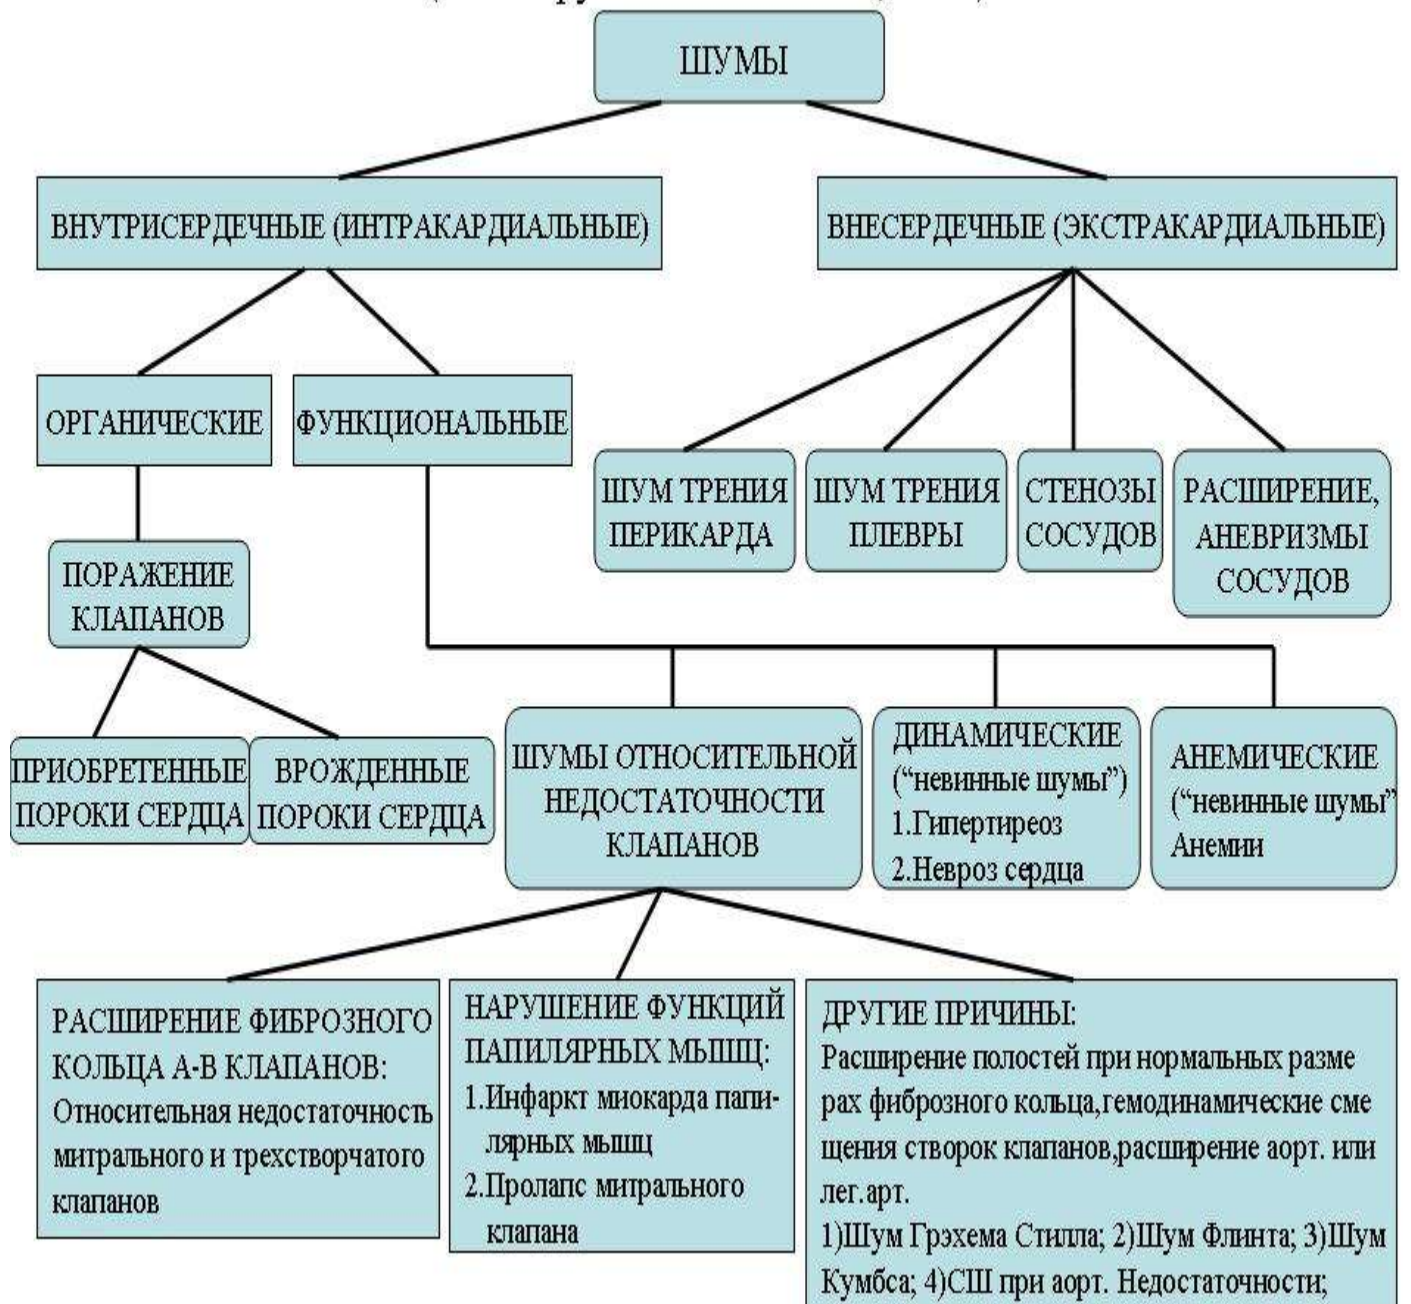 ШУМЫ
ВНУТРИСЕРДЕЧНЫЕ (ИНТРАКАРДИАЛЬНЫЕ)
ВНЕСЕРДЕЧНЫЕ (ЭКСТРАКАРДИАЛЬНЫЕ)
ОРГАНИЧЕСКИЕ
ФУНКЦИОНАЛЬНЫЕ
ШУМ ТРЕНИЯ
ПЕРИКАРДА
ШУМ ТРЕНИЯ
ПЛЕВРЫ
СТЕНОЗЫ
СОСУДОВ
РАСШИРЕНИЕ,
АНЕВРИЗМЫ
СОСУДОВ
ПОРАЖЕНИЕ
КЛАПАНОВ
ПРИОБРЕТЕННЫЕ
ПОРОКИ СЕРДЦА
ВРОЖДЕННЫЕ
ПОРОКИ СЕРДЦА
ШУМЫ ОТНОСИТЕЛЬНОЙ
НЕДОСТАТОЧНОСТИ
КЛАПАНОВ
ДИНАМИЧЕСКИЕ
(“невинные шумы”)
1.Гипертиреоз
2.Невроз сердца
АНЕМИЧЕСКИЕ
(“невинные шумы”
Анемии
РАСШИРЕНИЕ ФИБРОЗНОГО
КОЛЬЦА А-В КЛАПАНОВ:
Относительная недостаточность
митрального и трехстворчатого
клапанов
НАРУШЕНИЕ ФУНКЦИЙ
ПАПИЛЯРНЫХ МЫШЦ:
1.Инфаркт миокарда папи-
лярных мышц
2.Пролапс митрального
клапана
ДРУГИЕ ПРИЧИНЫ:
Расширение полостей при нормальных разме
рах фиброзного кольца,гемодинамические сме
щения створок клапанов,расширение аорт. или
лег.арт.
1)Шум Грэхема Стилла; 2)Шум Флинта; 3)Шум
Кумбса; 4)СШ при аорт. Недостаточности;